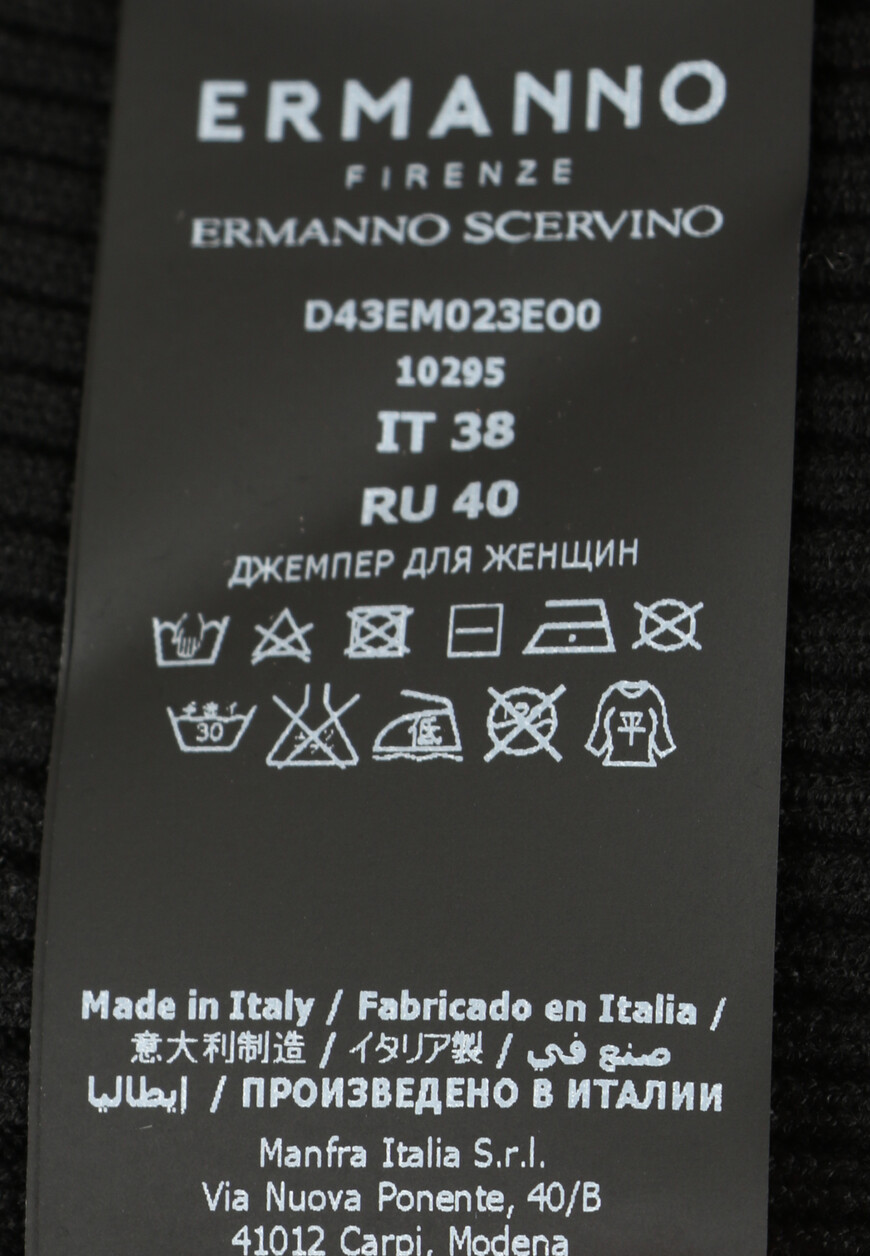 ERMANNO
FIRENZE
ERMANNO SCERVINO
D43EM023EO0
10295
IT 38
RU 40
ДЖЕМПЕР ДЛЯ ЖЕНЩИН
30
平
Made in Italy / Fabricado en Italia /
意大利制造 / イタリア製 / صنع في
إيطاليا / ПРОИЗВЕДЕНО В ИТАЛИИ
Manfra Italia S.r.l.
Via Nuova Ponente, 40/B
41012 Carpi, Modena